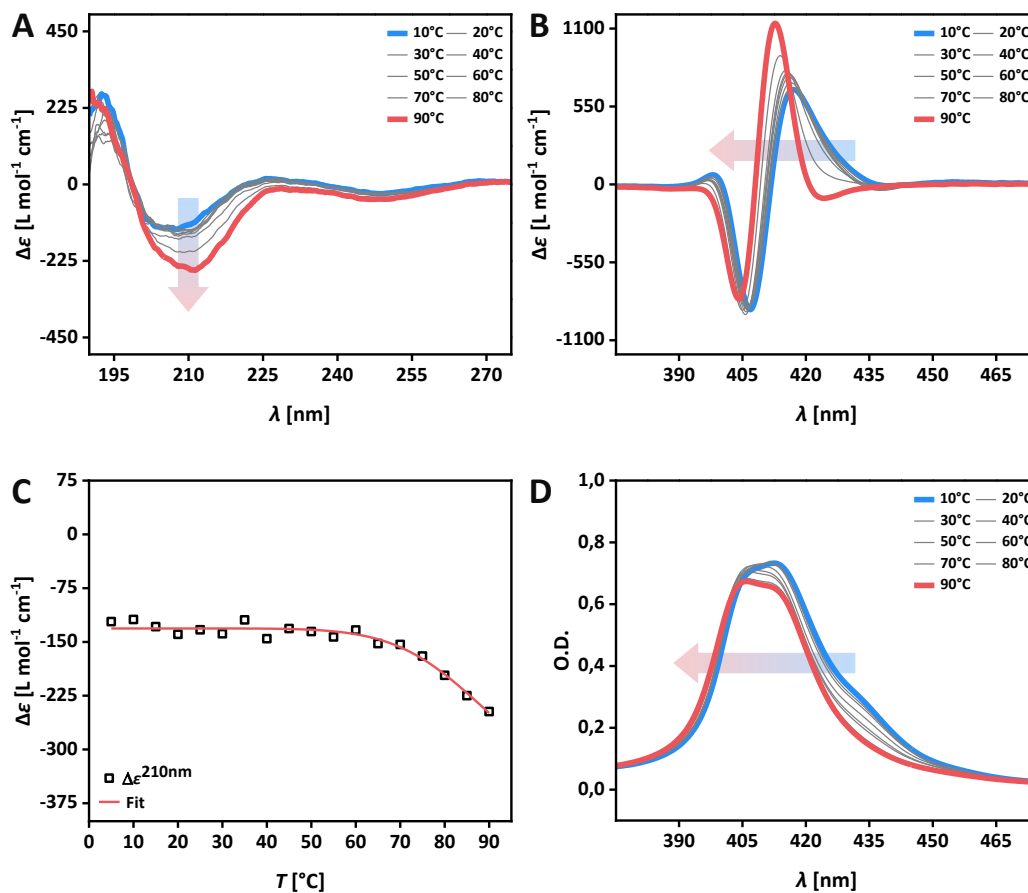 A
450
225
0
-225
-450
Δε [L mol⁻¹ cm⁻¹]
195 210 225 240 255 270
λ [nm]
10°C 20°C
30°C 40°C
50°C 60°C
70°C 80°C
90°C
B
1100
550
0
-550
-1100
Δε [L mol⁻¹ cm⁻¹]
390 405 420 435 450 465
λ [nm]
10°C 20°C
30°C 40°C
50°C 60°C
70°C 80°C
90°C
C
75
0
-75
-150
-225
-300
-375
Δε [L mol⁻¹ cm⁻¹]
Δε²¹⁰ⁿᵐ
Fit
0 10 20 30 40 50 60 70 80 90
T [°C]
D
1,0
0,8
0,6
0,4
0,2
0,0
O.D.
390 405 420 435 450 465
λ [nm]
10°C 20°C
30°C 40°C
50°C 60°C
70°C 80°C
90°C